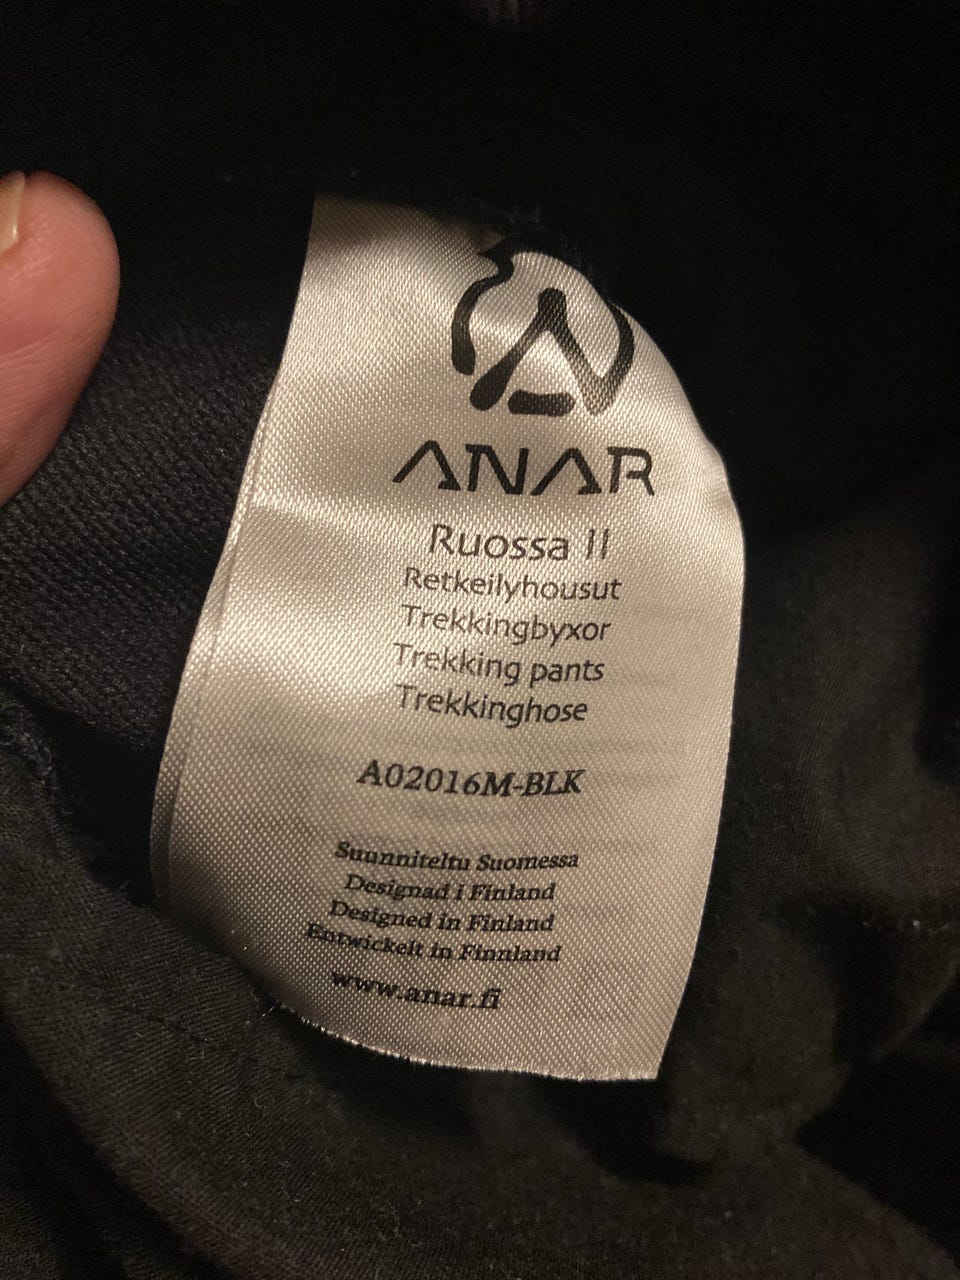 ANAR
Ruossa II
Retkeilyhousut
Trekkingbyxor
Trekking pants
Trekkinghose
A02016M-BLK
Suunniteltu Suomessa
Designad i Finland
Designed in Finland
Entwickelt in Finnland
www.anar.fi